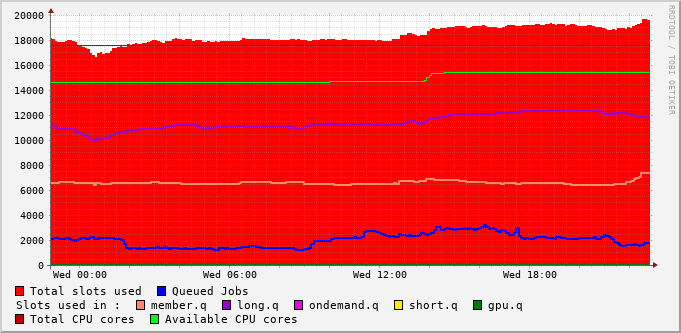 20000
18000
16000
14000
12000
10000
8000
6000
4000
2000
0
Wed 00:00 Wed 06:00 Wed 12:00 Wed 18:00
Total slots used Queued Jobs
Slots used in : member.q long.q ondemand.q short.q gpu.q
Total CPU cores Available CPU cores
RRDTOOL / TOBI OETIKER